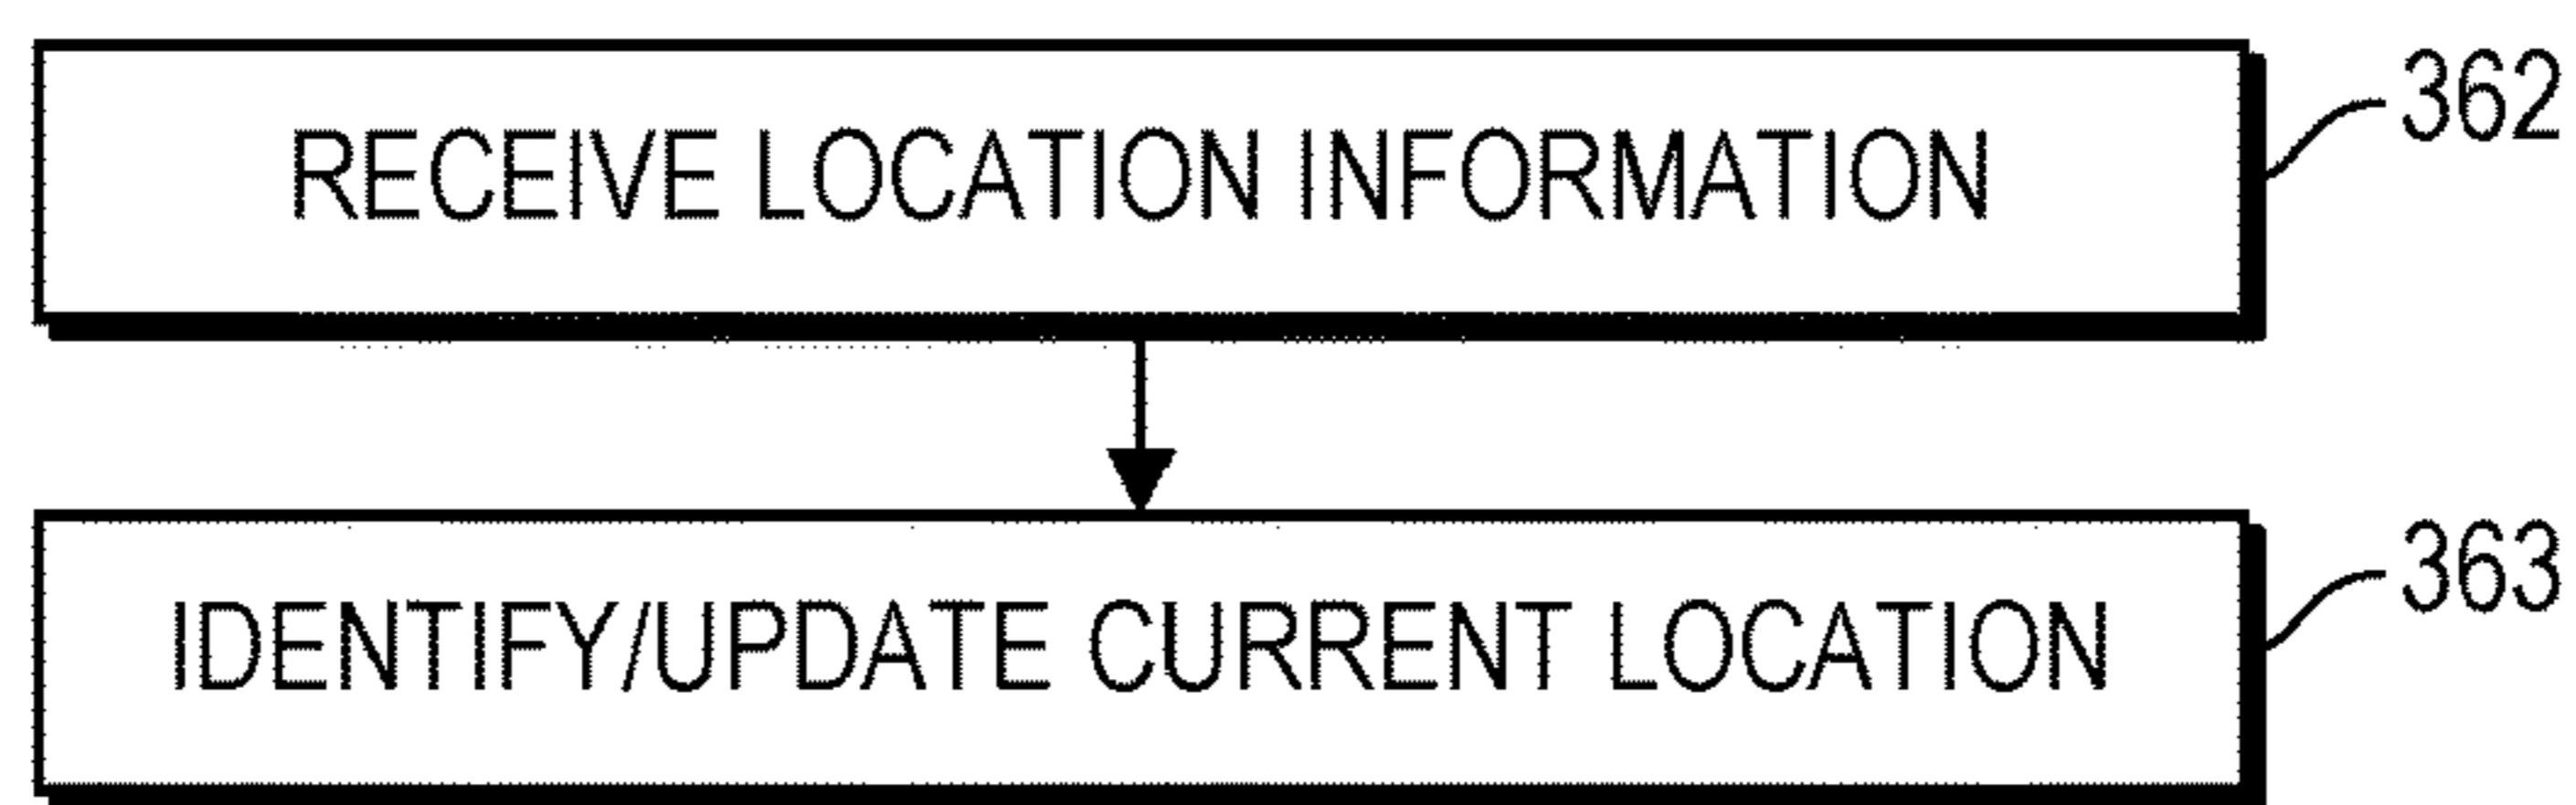 RECEIVE LOCATION INFORMATION
362
IDENTIFY/UPDATE CURRENT LOCATION
363